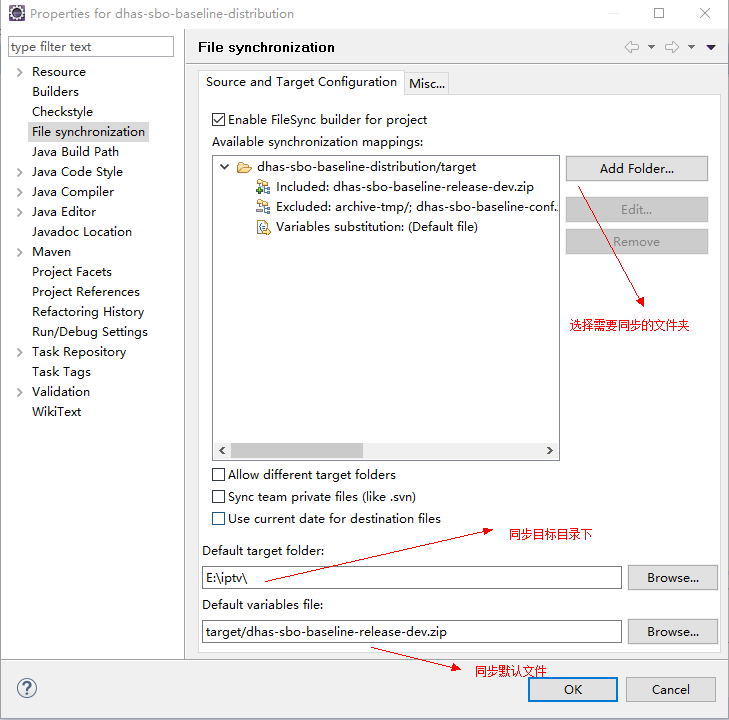 Properties for dhas-sbo-baseline-distribution
type filter text
File synchronization
Resource
Builders
Checkstyle
File synchronization
Java Build Path
Java Code Style
Java Compiler
Java Editor
Javadoc Location
Maven
Project Facets
Project References
Refactoring History
Run/Debug Settings
Task Repository
Task Tags
Validation
WikiText
Source and Target Configuration
Misc...
Enable FileSync builder for project
Available synchronization mappings:
dhas-sbo-baseline-distribution/target
Included: dhas-sbo-baseline-release-dev.zip
Excluded: archive-tmp/; dhas-sbo-baseline-conf.
Variables substitution: (Default file)
Add Folder...
Edit...
Remove
选择需要同步的文件夹
Allow different target folders
Sync team private files (like .svn)
Use current date for destination files
同步目标目录下
Default target folder:
E:\iptv\
Browse...
Default variables file:
target/dhas-sbo-baseline-release-dev.zip
Browse...
同步默认文件
OK
Cancel